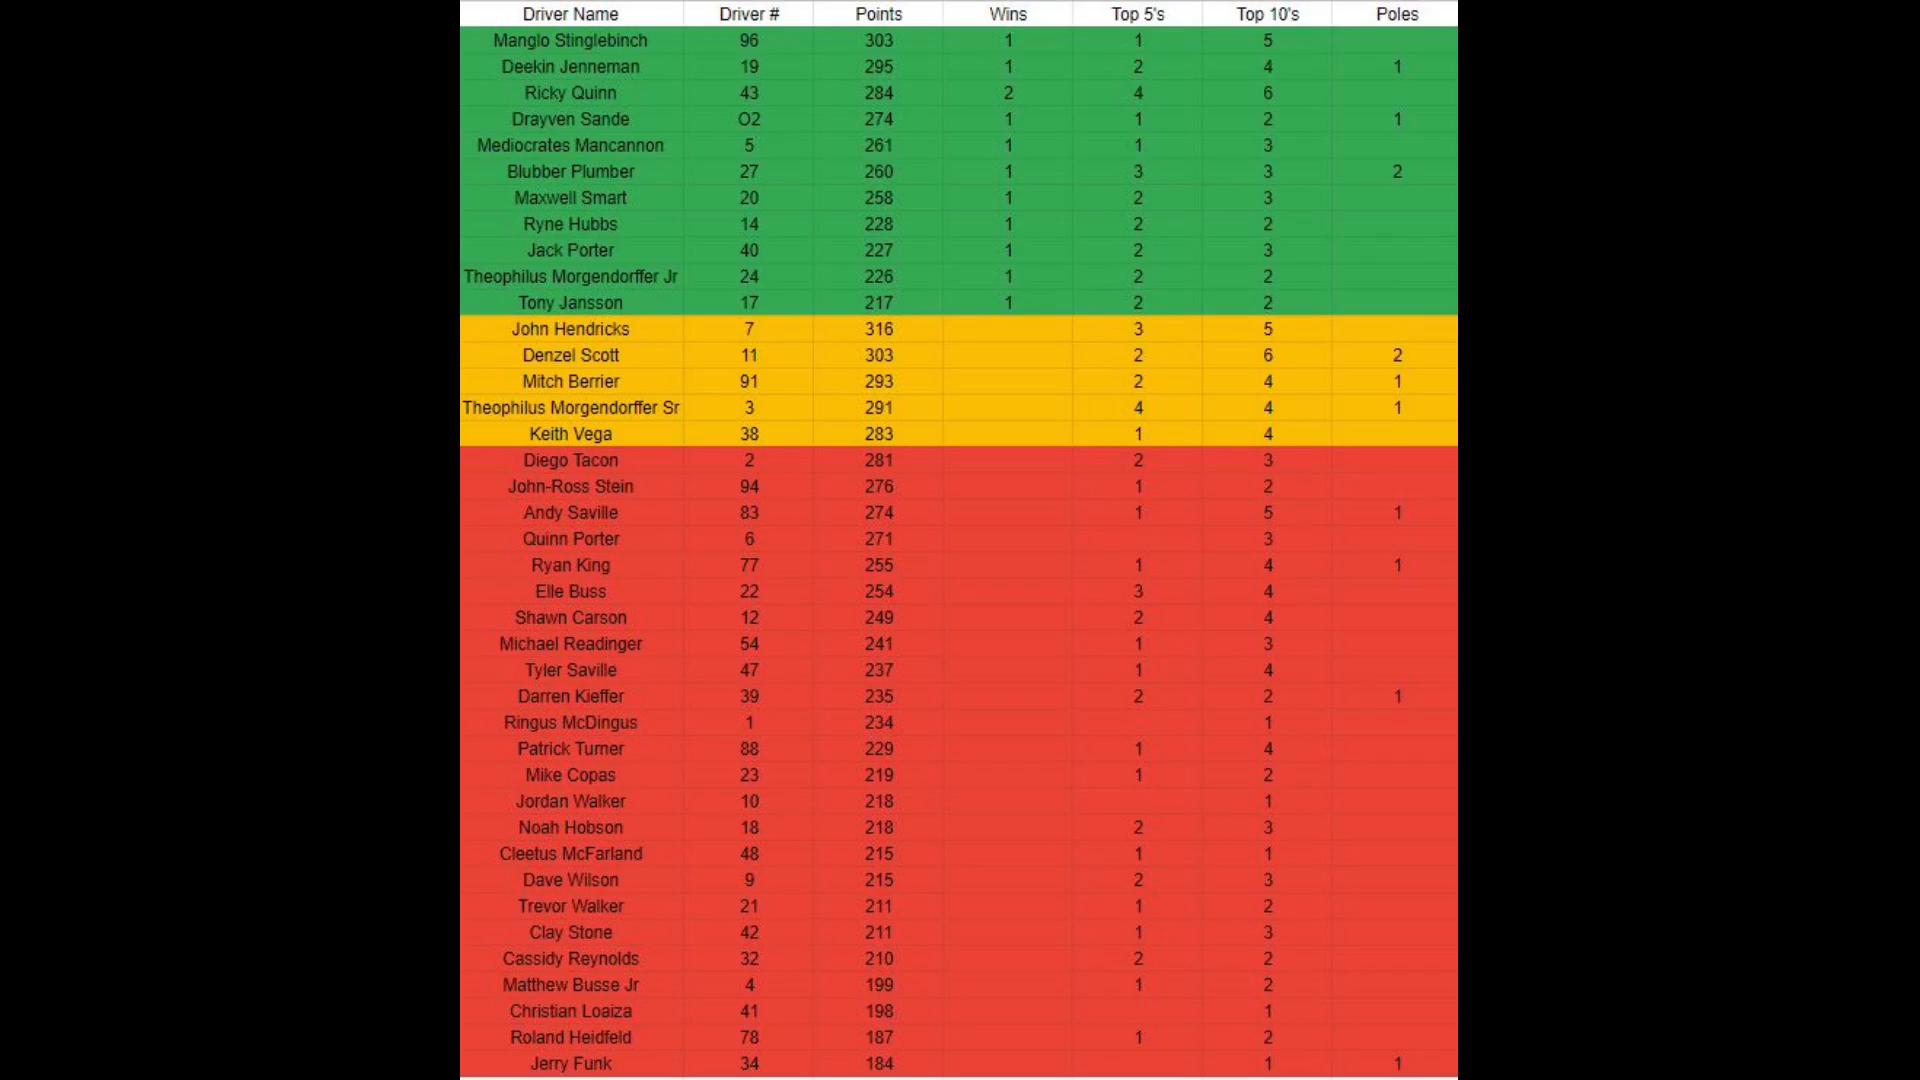 Driver Name Driver # Points Wins Top 5's Top 10's Poles
Manglo Stinglebinch 96 303 1 1 5
Deekin Jenneman 19 295 1 2 4 1
Ricky Quinn 43 284 2 4 6
Drayven Sande O2 274 1 1 2 1
Mediocrates Mancannon 5 261 1 1 3
Blubber Plumber 27 260 1 3 3 2
Maxwell Smart 20 258 1 2 3
Ryne Hubbs 14 228 1 2 2
Jack Porter 40 227 1 2 3
Theophilus Morgendorffer Jr 24 226 1 2 2
Tony Jansson 17 217 1 2 2
John Hendricks 7 316 3 5
Denzel Scott 11 303 2 6 2
Mitch Berrier 91 293 2 4 1
Theophilus Morgendorffer Sr 3 291 4 4 1
Keith Vega 38 283 1 4
Diego Tacon 2 281 2 3
John-Ross Stein 94 276 1 2
Andy Saville 83 274 1 5 1
Quinn Porter 6 271 3
Ryan King 77 255 1 4 1
Elle Buss 22 254 3 4
Shawn Carson 12 249 2 4
Michael Readinger 54 241 1 3
Tyler Saville 47 237 1 4
Darren Kieffer 39 235 2 2 1
Ringus McDingus 1 234 1
Patrick Turner 88 229 1 4
Mike Copas 23 219 1 2
Jordan Walker 10 218 1
Noah Hobson 18 218 2 3
Cleetus McFarland 48 215 1 1
Dave Wilson 9 215 2 3
Trevor Walker 21 211 1 2
Clay Stone 42 211 1 3
Cassidy Reynolds 32 210 2 2
Matthew Busse Jr 4 199 1 2
Christian Loaiza 41 198 1
Roland Heidfeld 78 187 1 2
Jerry Funk 34 184 1 1